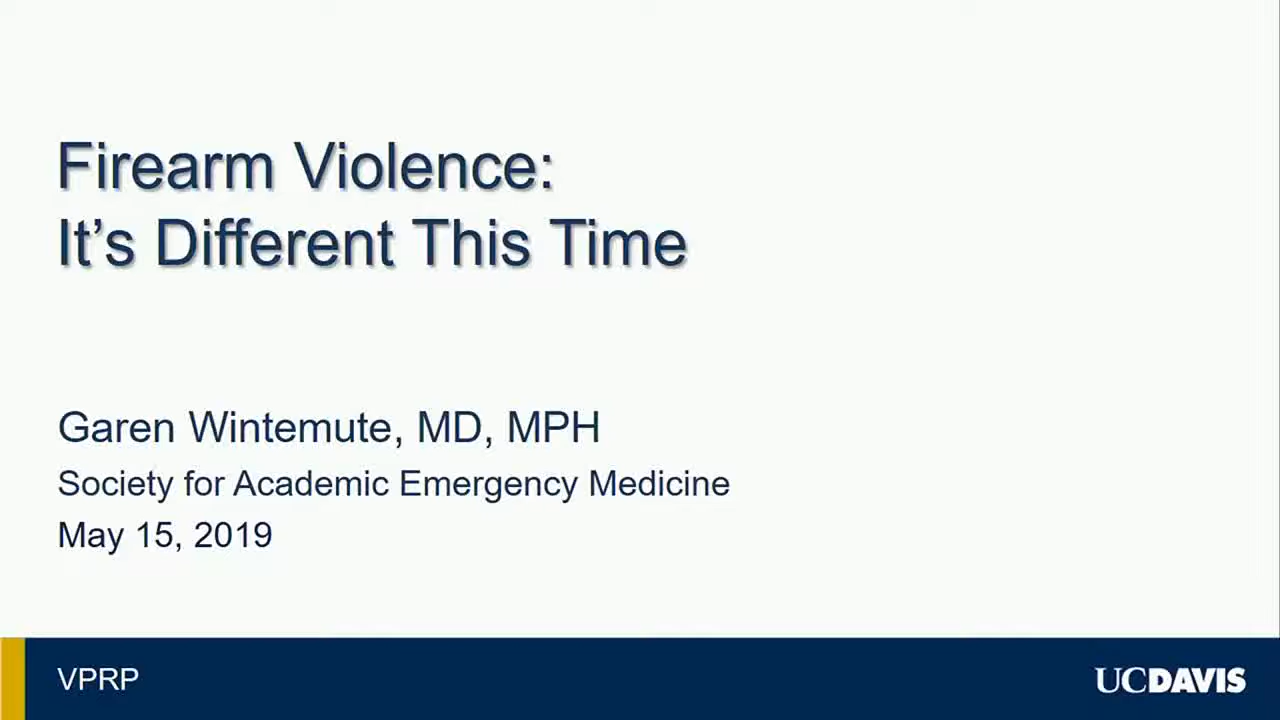 Firearm Violence:
It’s Different This Time
Garen Wintemute, MD, MPH
Society for Academic Emergency Medicine
May 15, 2019
VPRP
UCDAVIS